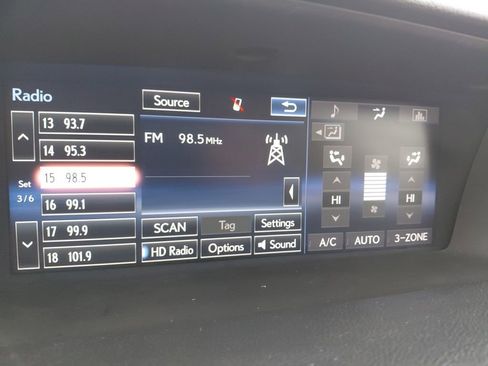 Radio
Source
13 93.7
14 95.3
15 98.5
16 99.1
17 99.9
18 101.9
Set
3/6
FM 98.5 MHz
SCAN
Tag
Settings
HD Radio
Options
Sound
HI
HI
A/C
AUTO
3-ZONE